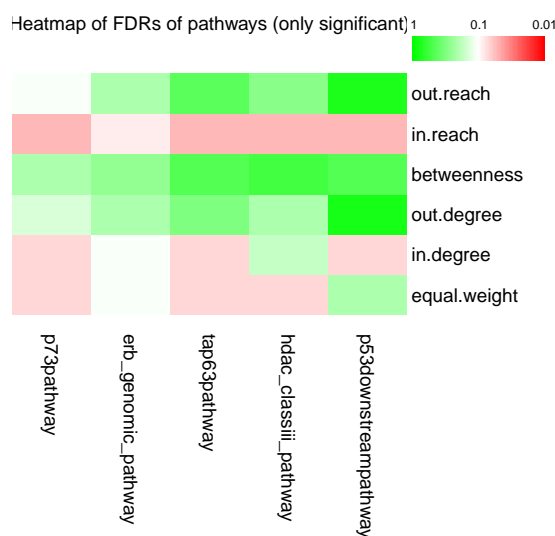 Heatmap of FDRs of pathways (only significant)
1 0.1 0.01
out.reach
in.reach
betweenness
out.degree
in.degree
equal.weight
p73pathway
erb_genomic_pathway
tap63pathway
hdac_classiii_pathway
p53downstreampathway